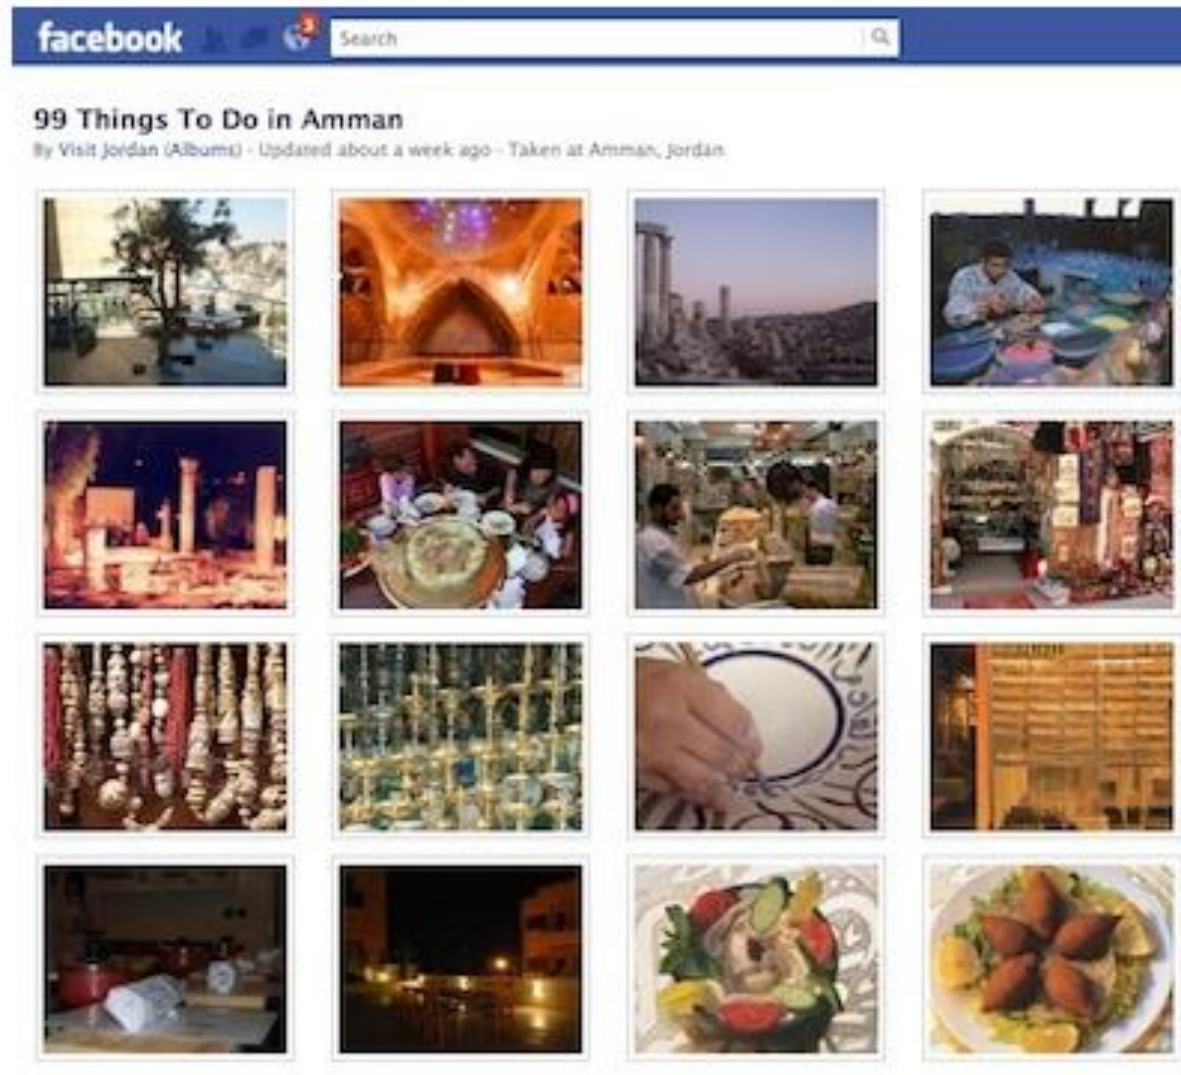 facebook
3
Search
99 Things To Do in Amman
By Visit Jordan (Albums) · Updated about a week ago · Taken at Amman, Jordan